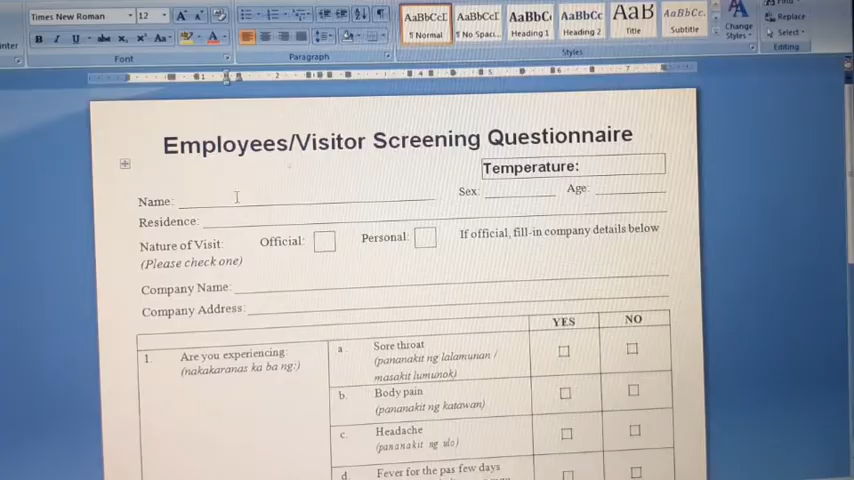 Times New Roman
12
Replace
Select
Change
Styles
AaBbCcI
AaBbCcI
AaBbC
AaBbCc
AaB
AaBbCc.
¶ Normal
¶ No Spaci...
Heading 1
Heading 2
Title
Subtitle
Font
Paragraph
Styles
Editing
Employees/Visitor Screening Questionnaire
Temperature:
Name:
Sex:
Age:
Residence:
Nature of Visit:
Official:
Personal:
If official, fill-in company details below
(Please check one)
Company Name:
Company Address:
YES
NO
1.
Are you experiencing:
(nakakaranas ka ba ng:)
a.
Sore throat
(pananakit ng lalamunan /
masakit lumunok)
b.
Body pain
(pananakit ng katawan)
c.
Headache
(pananakit ng ulo)
d.
Fever for the pas few days